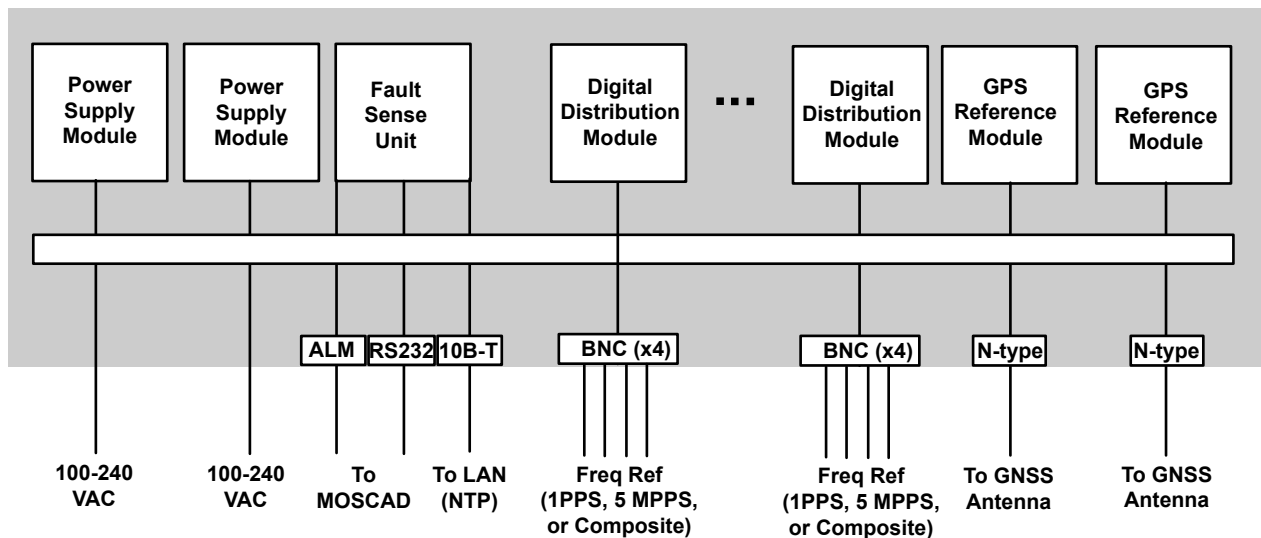 Power
Supply
Module
Power
Supply
Module
Fault
Sense
Unit
Digital
Distribution
Module
...
Digital
Distribution
Module
GPS
Reference
Module
GPS
Reference
Module
ALM
RS232
10B-T
BNC (x4)
BNC (x4)
N-type
N-type
100-240
VAC
100-240
VAC
To
MOSCAD
To LAN
(NTP)
Freq Ref
(1PPS, 5 MPPS,
or Composite)
Freq Ref
(1PPS, 5 MPPS,
or Composite)
To GNSS
Antenna
To GNSS
Antenna